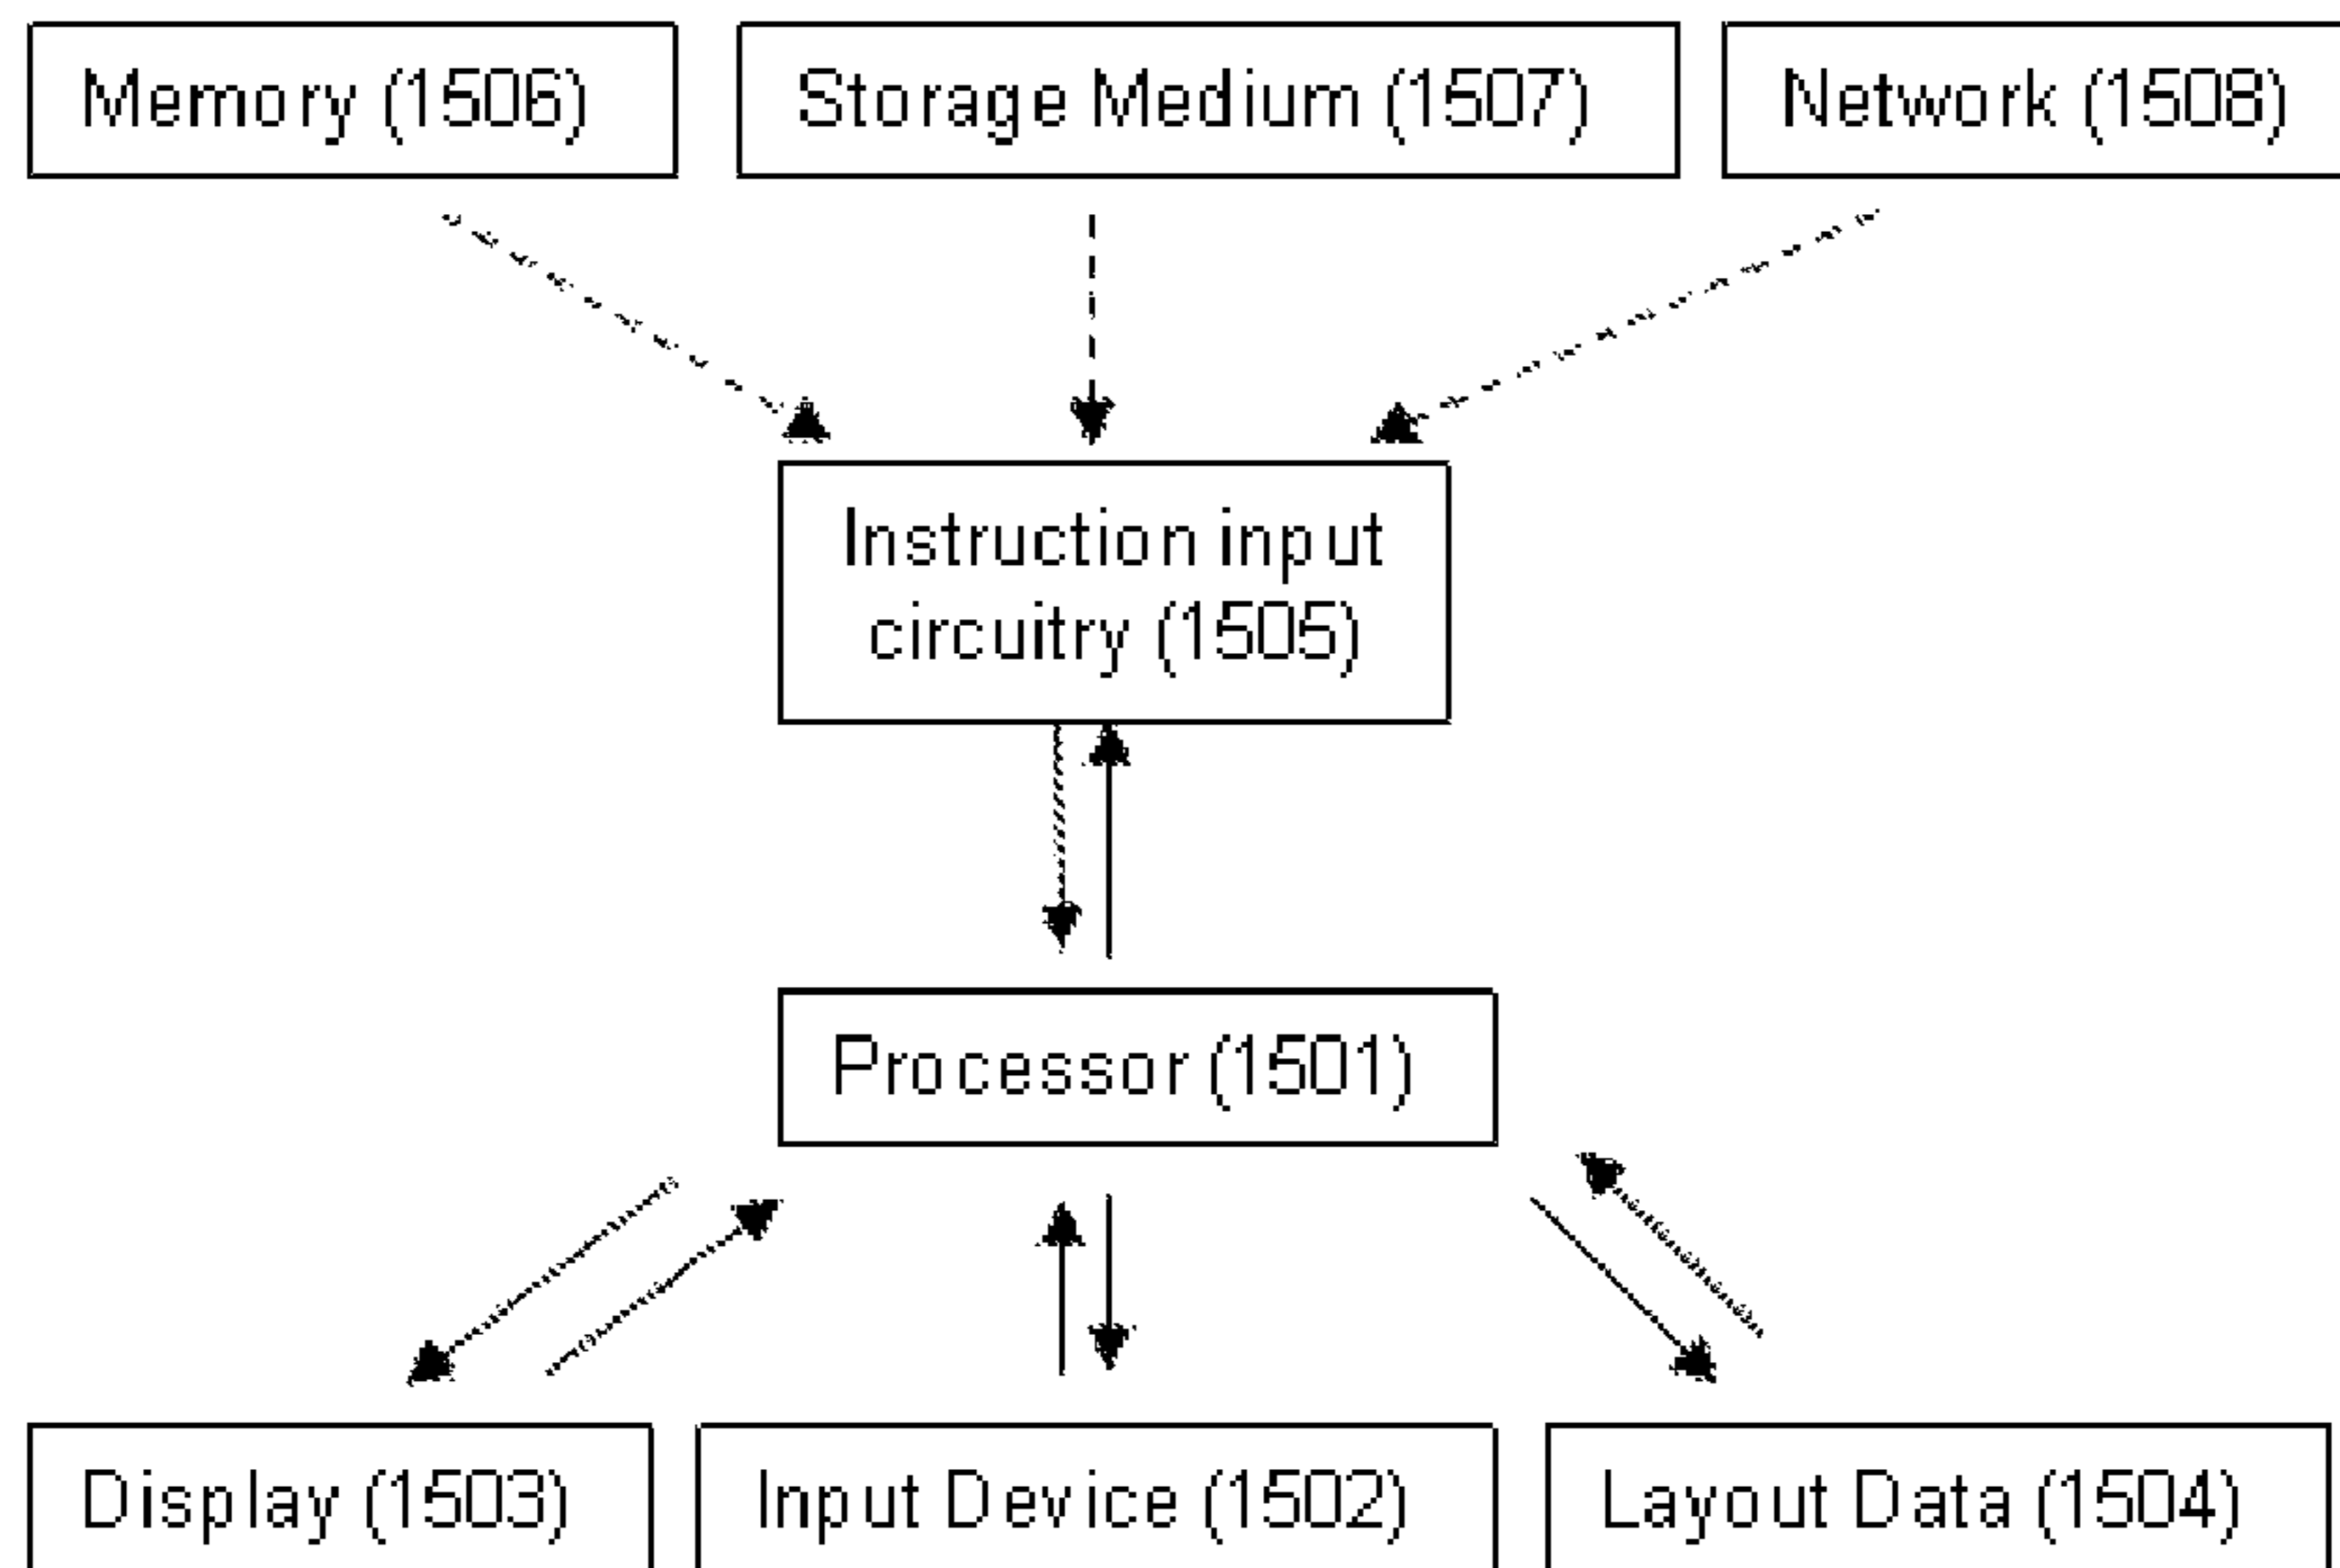 Memory (1506)
Storage Medium (1507)
Network (1508)
Instruction input
circuitry (1505)
Processor (1501)
Display (1503)
Input Device (1502)
Layout Data (1504)